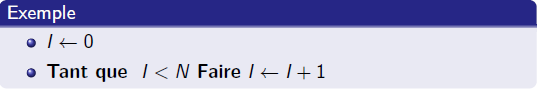 Exemple
I ← 0
Tant que I < N Faire I ← I + 1